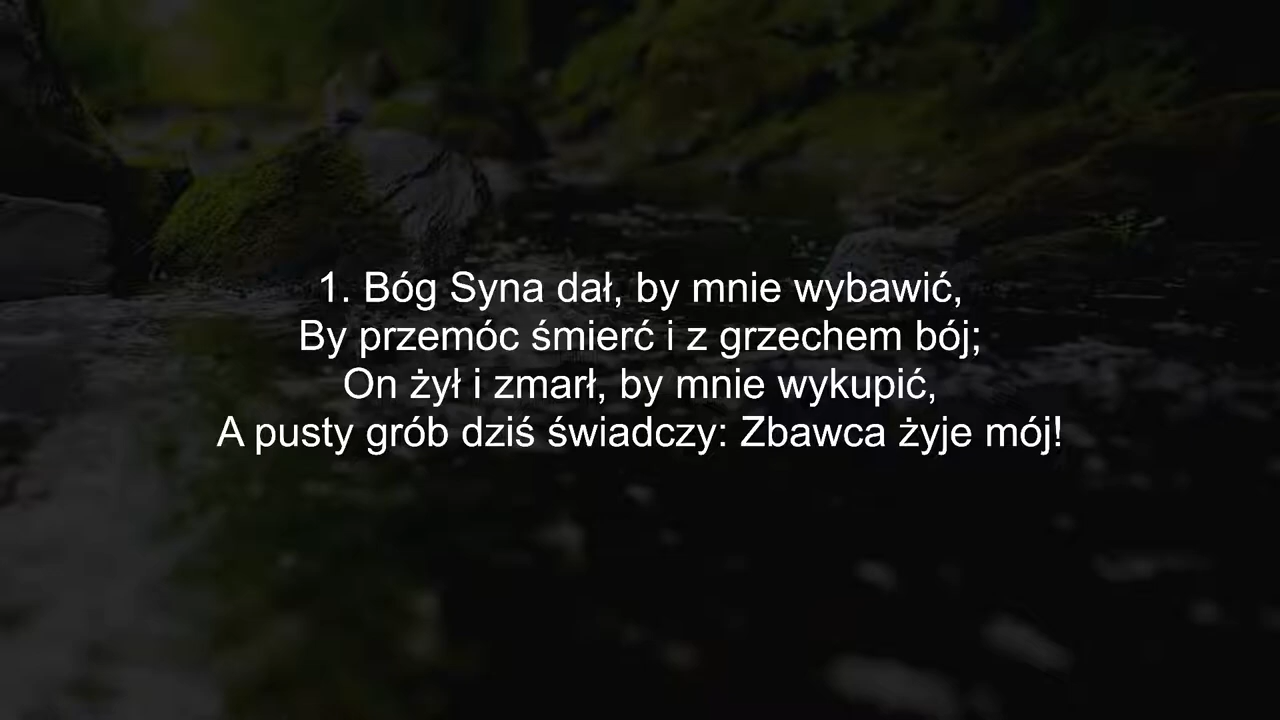 1. Bóg Syna dał, by mnie wybawić,
By przemóc śmierć i z grzechem bój;
On żył i zmarł, by mnie wykupić,
A pusty grób dziś świadczy: Zbawca żyje mój!